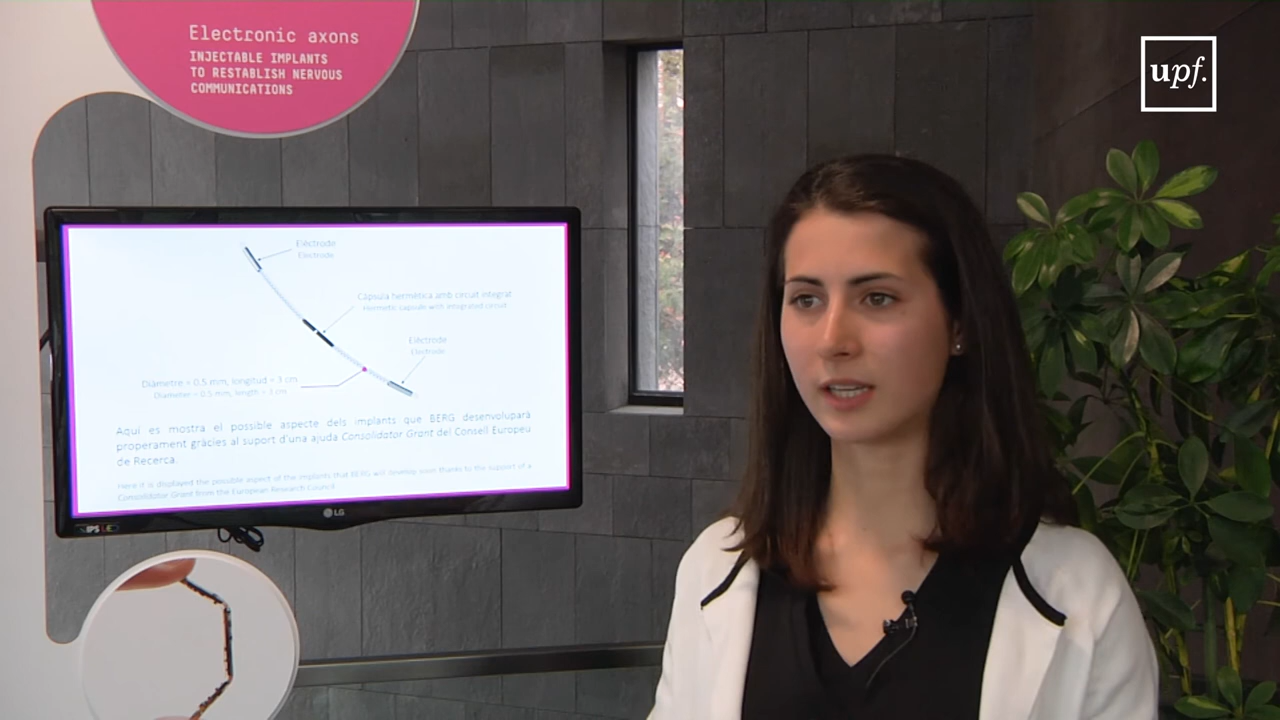 Electronic axons
INJECTABLE IMPLANTS
TO RESTABLISH NERVOUS
COMMUNICATIONS
upf.
Elèctrode
Electrode
Càpsula hermètica amb circuit integrat
Hermetic capsule with integrated circuit
Elèctrode
Electrode
Diàmetre = 0.5 mm, longitud = 3 cm
Diameter = 0.5 mm, length = 3 cm
Aquí es mostra el possible aspecte dels implants que BERG desenvoluparà
properament gràcies al suport d'una ajuda Consolidator Grant del Consell Europeu
de Recerca.
Here it is displayed the possible aspect of the implants that BERG will develop soon thanks to the support of a
Consolidator Grant from the European Research Council
IPS
LG